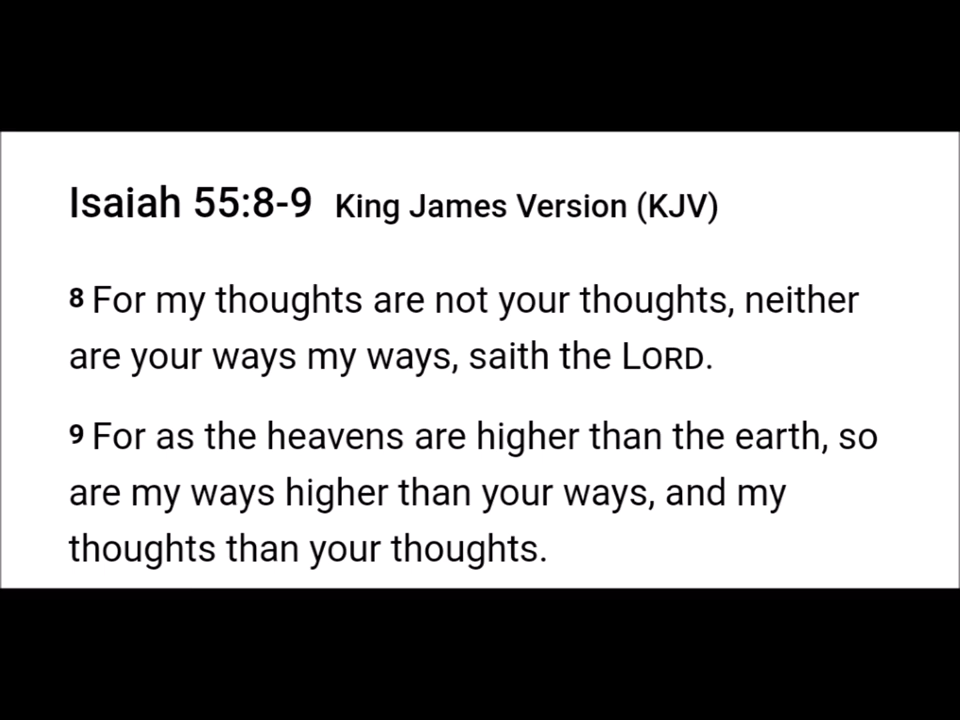 Isaiah 55:8-9 King James Version (KJV)
8 For my thoughts are not your thoughts, neither
are your ways my ways, saith the LORD.
9 For as the heavens are higher than the earth, so
are my ways higher than your ways, and my
thoughts than your thoughts.